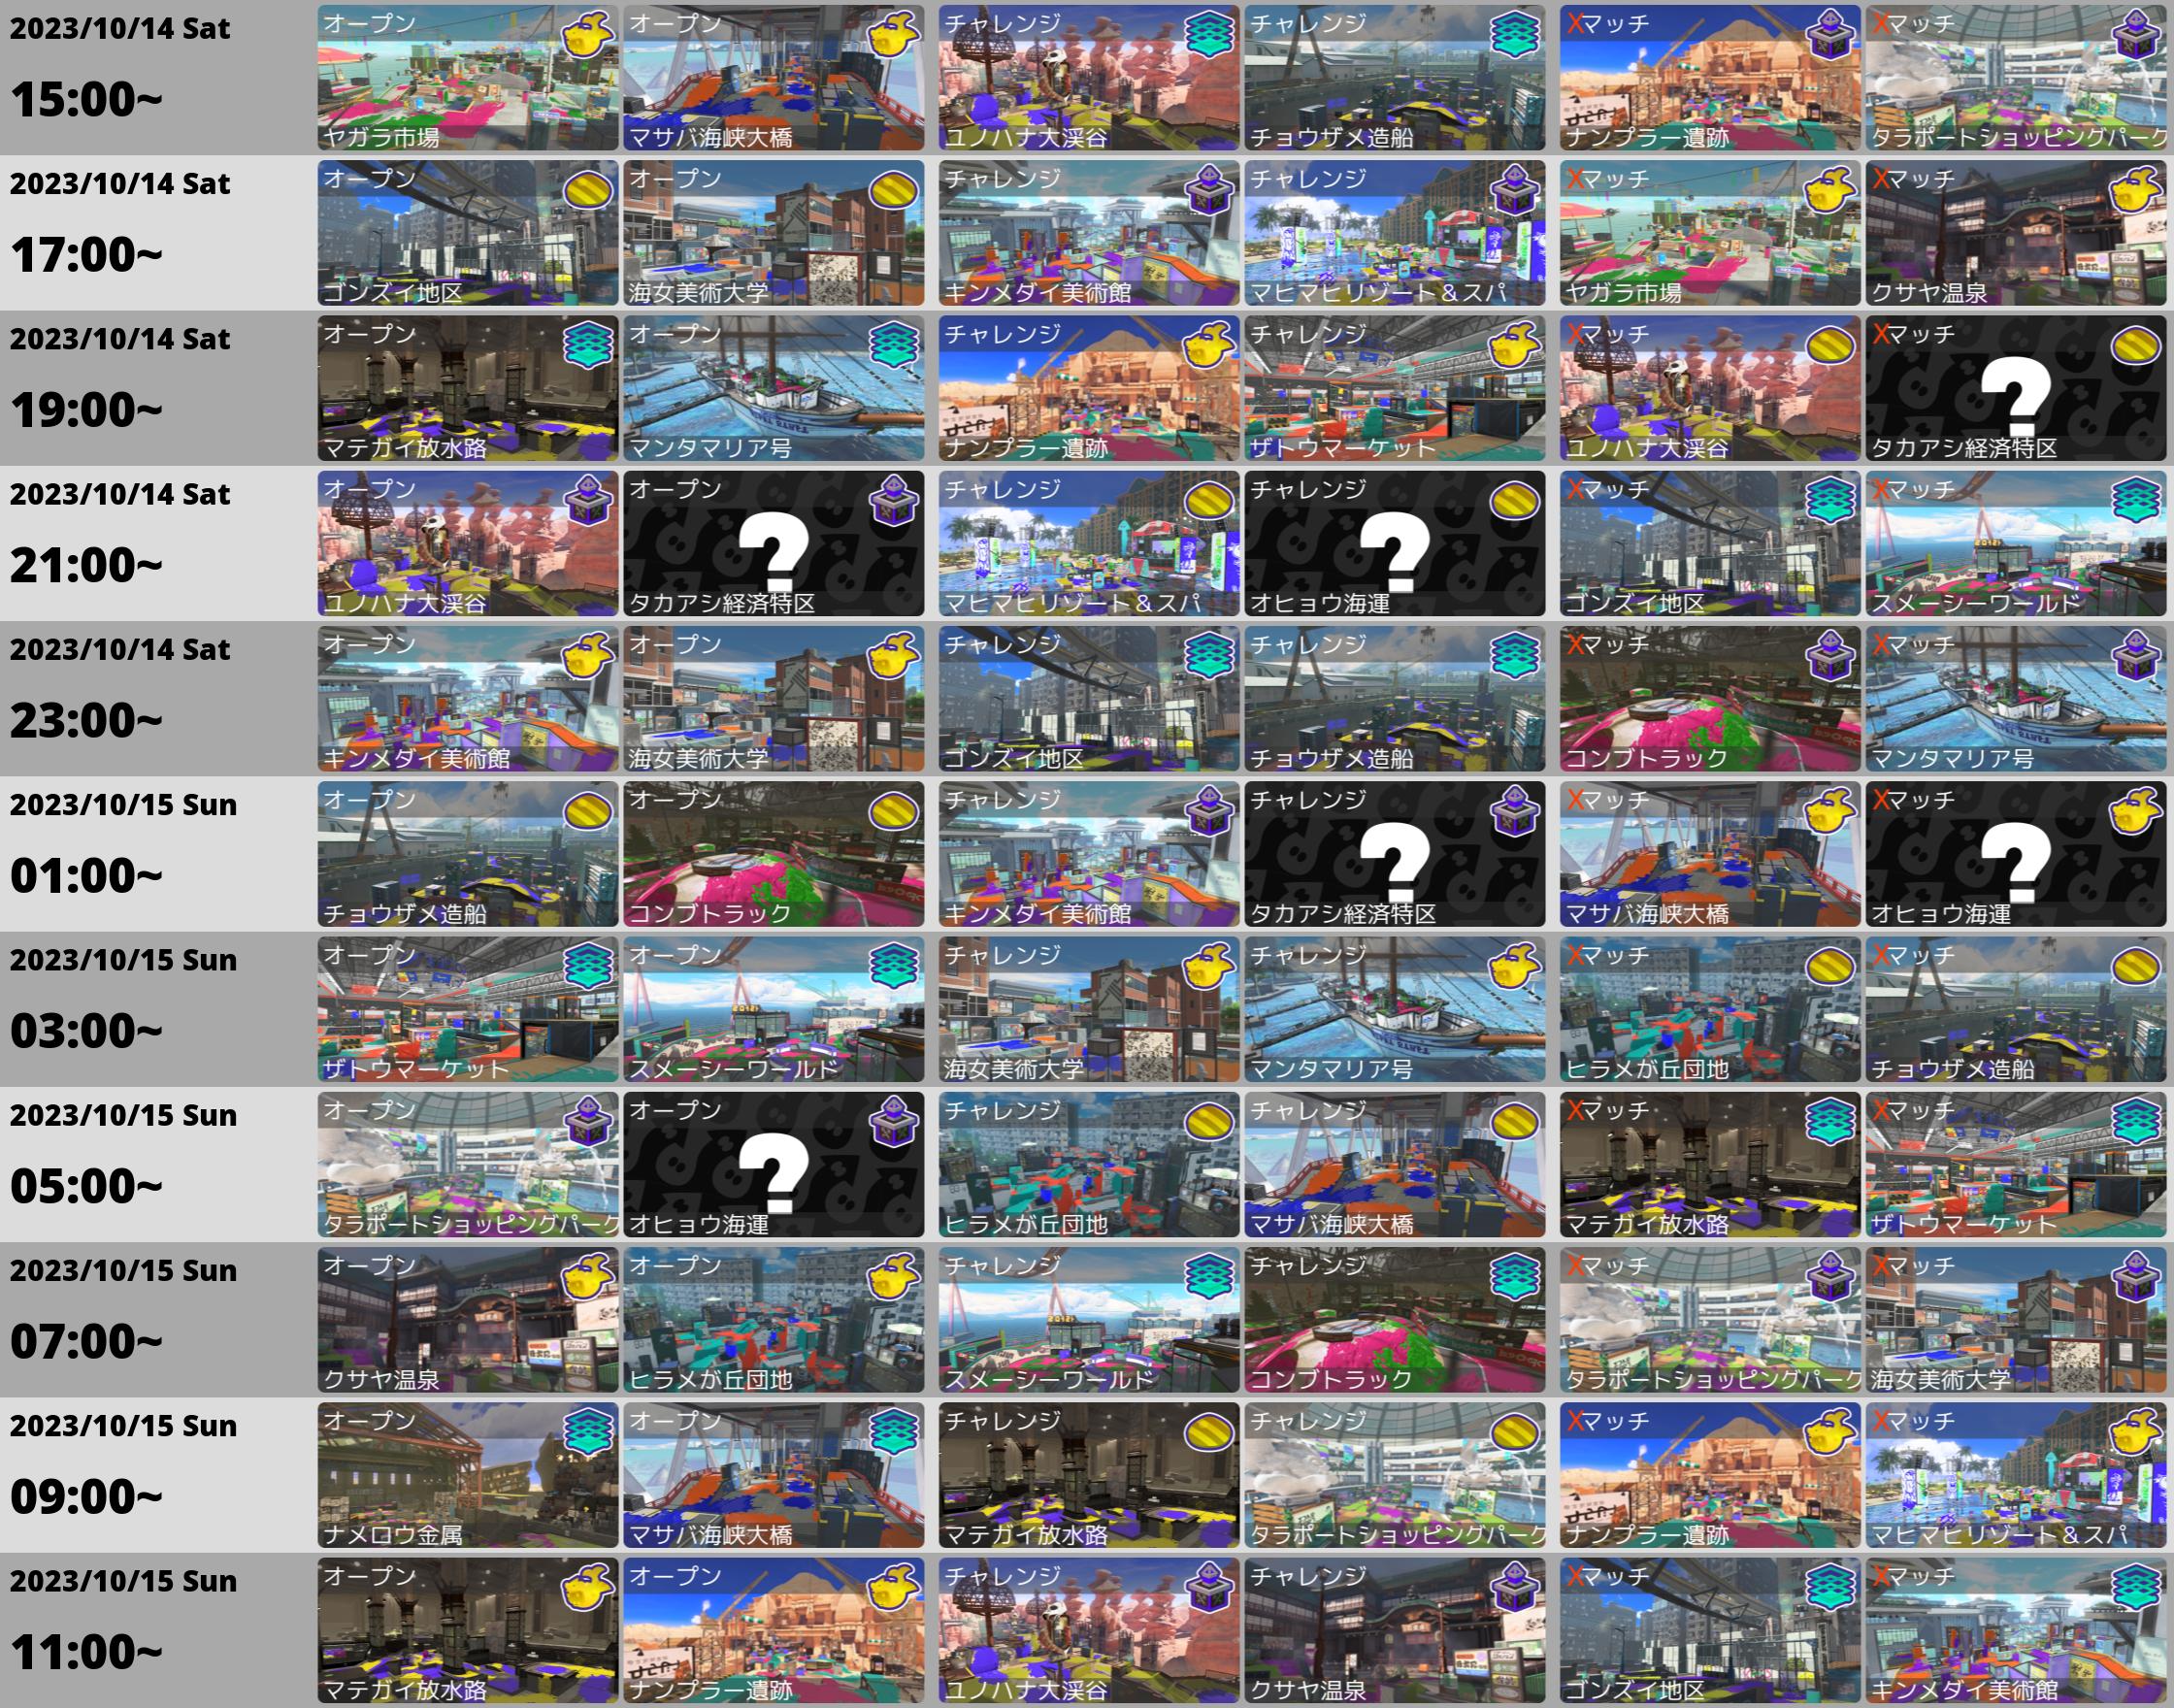 2023/10/14 Sat
15:00~
オープン
ヤガラ市場
オープン
マサバ海峡大橋
チャレンジ
ユノハナ大渓谷
チャレンジ
チョウザメ造船
Xマッチ
ナンプラー遺跡
Xマッチ
タラポートショッピングパーク
2023/10/14 Sat
17:00~
オープン
ゴンズイ地区
オープン
海女美術大学
チャレンジ
キンメダイ美術館
チャレンジ
マヒマヒリゾート＆スパ
Xマッチ
ヤガラ市場
Xマッチ
クサヤ温泉
2023/10/14 Sat
19:00~
オープン
マテガイ放水路
オープン
マンタマリア号
チャレンジ
ナンプラー遺跡
チャレンジ
ザトウマーケット
Xマッチ
ユノハナ大渓谷
Xマッチ
?
タカアシ経済特区
2023/10/14 Sat
21:00~
オープン
ユノハナ大渓谷
オープン
?
タカアシ経済特区
チャレンジ
マヒマヒリゾート＆スパ
チャレンジ
?
オヒョウ海運
Xマッチ
ゴンズイ地区
Xマッチ
スメーシーワールド
2023/10/14 Sat
23:00~
オープン
キンメダイ美術館
オープン
海女美術大学
チャレンジ
ゴンズイ地区
チャレンジ
チョウザメ造船
Xマッチ
コンブトラック
Xマッチ
マンタマリア号
2023/10/15 Sun
01:00~
オープン
チョウザメ造船
オープン
コンブトラック
チャレンジ
キンメダイ美術館
チャレンジ
?
タカアシ経済特区
Xマッチ
マサバ海峡大橋
Xマッチ
?
オヒョウ海運
2023/10/15 Sun
03:00~
オープン
ザトウマーケット
オープン
スメーシーワールド
チャレンジ
海女美術大学
チャレンジ
マンタマリア号
Xマッチ
ヒラメが丘団地
Xマッチ
チョウザメ造船
2023/10/15 Sun
05:00~
オープン
タラポートショッピングパーク
オープン
?
オヒョウ海運
チャレンジ
ヒラメが丘団地
チャレンジ
マサバ海峡大橋
Xマッチ
マテガイ放水路
Xマッチ
ザトウマーケット
2023/10/15 Sun
07:00~
オープン
クサヤ温泉
オープン
ヒラメが丘団地
チャレンジ
スメーシーワールド
チャレンジ
コンブトラック
Xマッチ
タラポートショッピングパーク
Xマッチ
海女美術大学
2023/10/15 Sun
09:00~
オープン
ナメロウ金属
オープン
マサバ海峡大橋
チャレンジ
マテガイ放水路
チャレンジ
タラポートショッピングパーク
Xマッチ
ナンプラー遺跡
Xマッチ
マヒマヒリゾート＆スパ
2023/10/15 Sun
11:00~
オープン
マテガイ放水路
オープン
ナンプラー遺跡
チャレンジ
ユノハナ大渓谷
チャレンジ
クサヤ温泉
Xマッチ
ゴンズイ地区
Xマッチ
キンメダイ美術館